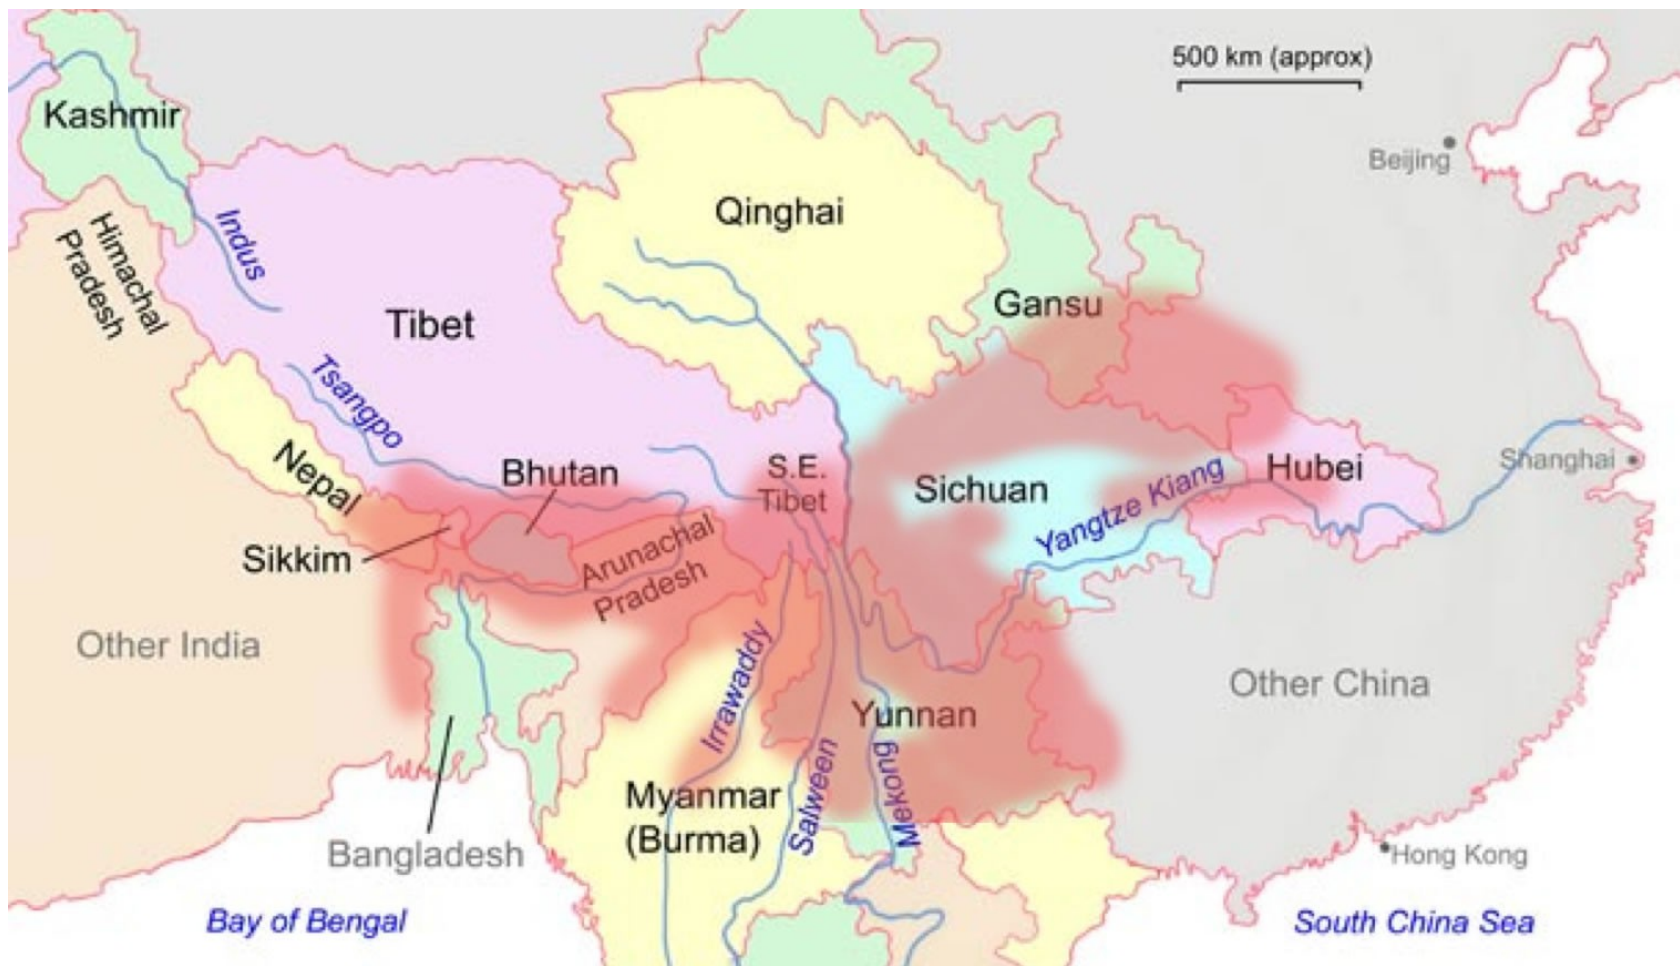 500 km (approx)
Kashmir
Beijing
Himachal
Pradesh
Indus
Qinghai
Tibet
Gansu
Tsangpo
Nepal
Bhutan
S.E.
Tibet
Sichuan
Yangtze Kiang
Hubei
Shanghai
Sikkim
Arunachal
Pradesh
Other India
Irrawaddy
Yunnan
Other China
Myanmar
(Burma)
Salween
Mekong
Bangladesh
Hong Kong
Bay of Bengal
South China Sea